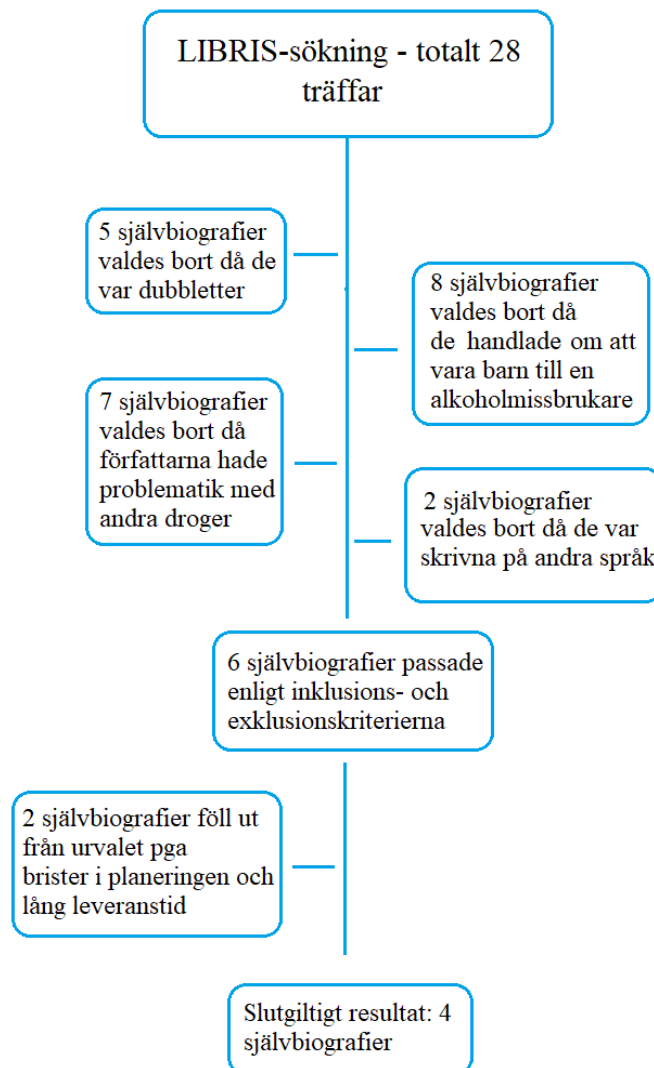 LIBRIS-sökning - totalt 28
träffar
5 självbiografier
valdes bort då de
var dubbletter
8 självbiografier
valdes bort då
de handlade om att
vara barn till en
alkoholmissbrukare
7 självbiografier
valdes bort då
författarna hade
problematik med
andra droger
2 självbiografier
valdes bort då de var
skrivna på andra språk
6 självbiografier passade
enligt inklusions- och
exklusionskriterierna
2 självbiografier föll ut
från urvalet pga
brister i planeringen och
lång leveranstid
Slutgiltigt resultat: 4
självbiografier